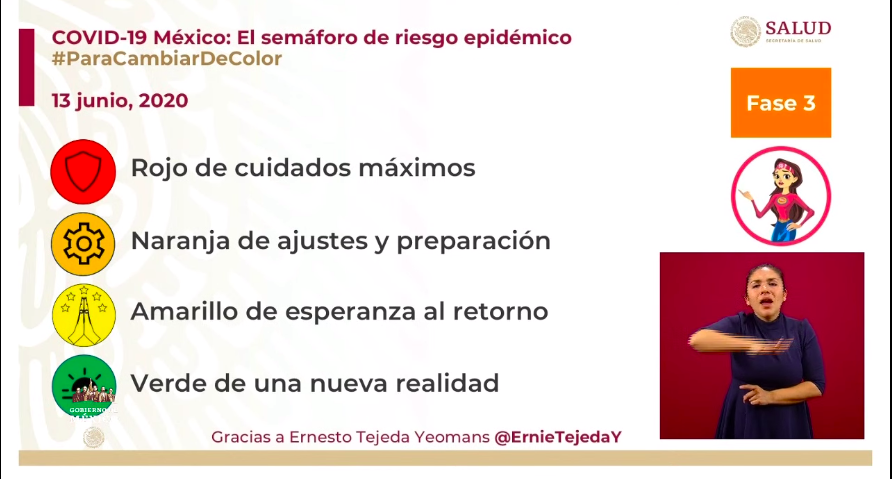 COVID-19 México: El semáforo de riesgo epidémico
#ParaCambiarDeColor
13 junio, 2020
SALUD
SECRETARÍA DE SALUD
Fase 3
Rojo de cuidados máximos
Naranja de ajustes y preparación
Amarillo de esperanza al retorno
Verde de una nueva realidad
GOBIERNO
Gracias a Ernesto Tejeda Yeomans @ErnieTejedaY